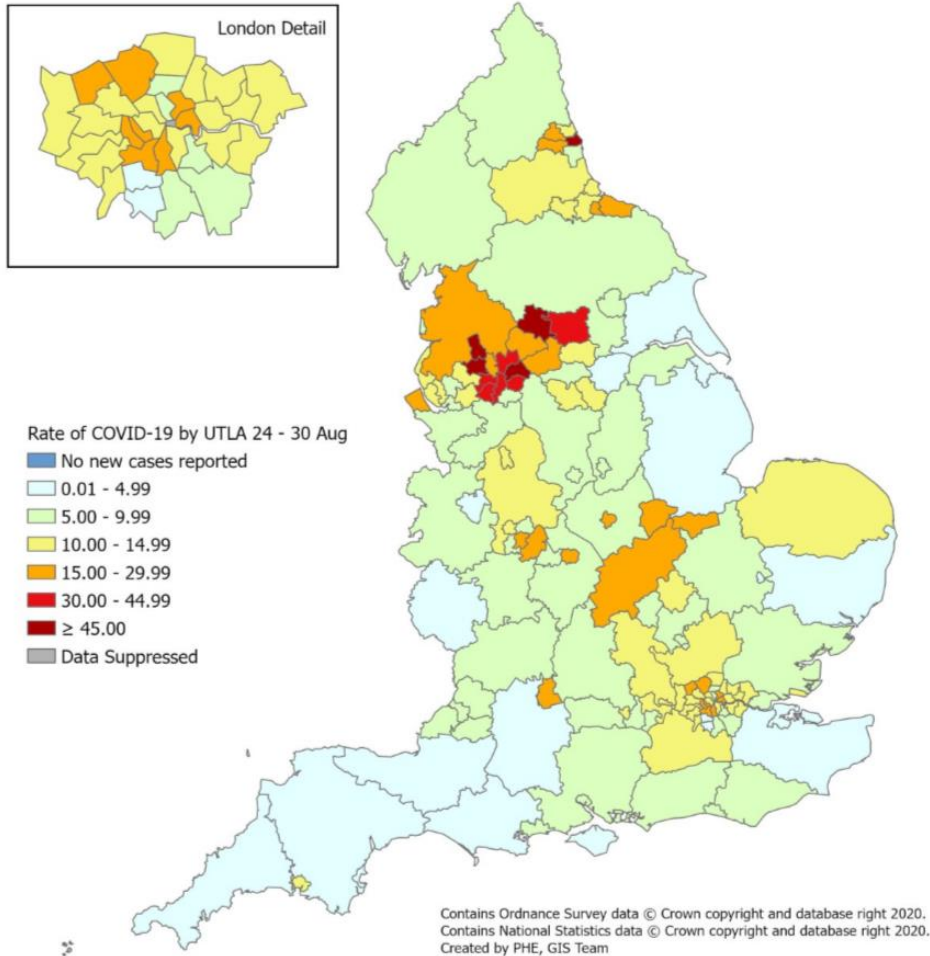 London Detail
Rate of COVID-19 by UTLA 24 - 30 Aug
No new cases reported
0.01 - 4.99
5.00 - 9.99
10.00 - 14.99
15.00 - 29.99
30.00 - 44.99
≥ 45.00
Data Suppressed
Contains Ordnance Survey data © Crown copyright and database right 2020.
Contains National Statistics data © Crown copyright and database right 2020.
Created by PHE, GIS Team